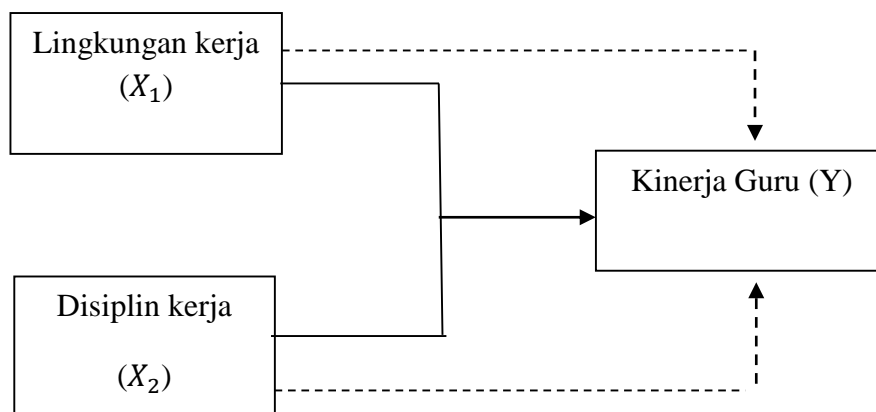 Lingkungan kerja
(𝑋₁)
Kinerja Guru (Y)
Disiplin kerja
(𝑋₂)